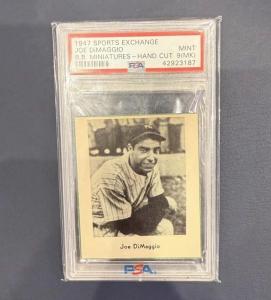 1947 SPORTS EXCHANGE
JOE DiMAGGIO MINT
B.B. MINIATURES - HAND CUT 9(MK)
PSA 42923187
Joe DiMaggio
PSA